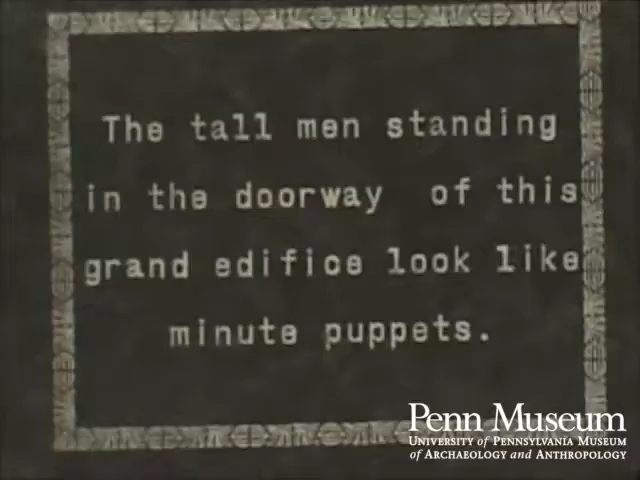 The tall men standing
in the doorway of this
grand edifice look like
minute puppets.
Penn Museum
UNIVERSITY of PENNSYLVANIA MUSEUM
of ARCHAEOLOGY and ANTHROPOLOGY